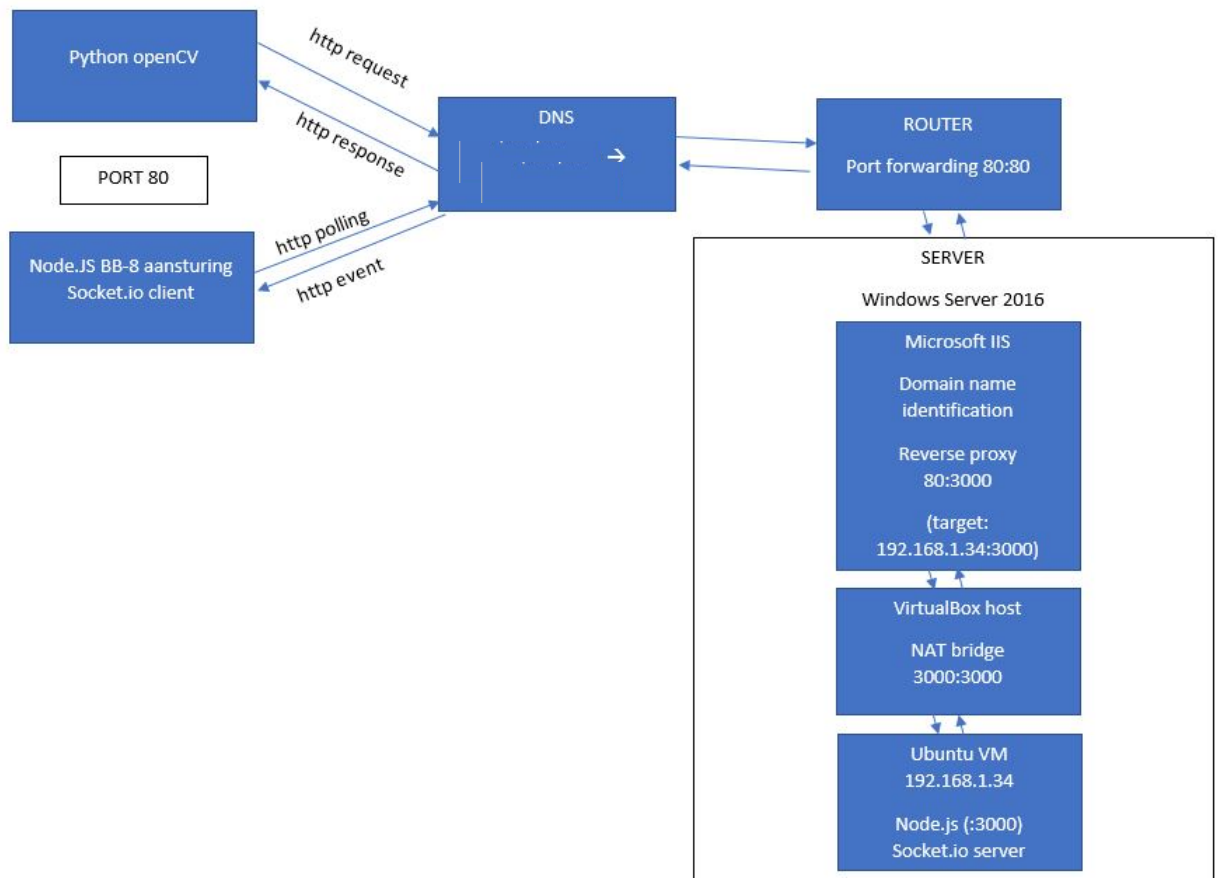 Python openCV
http request
http response
PORT 80
http polling
http event
Node.JS BB-8 aansturing
Socket.io client
DNS
→
ROUTER
Port forwarding 80:80
SERVER
Windows Server 2016
Microsoft IIS
Domain name
identification
Reverse proxy
80:3000
(target:
192.168.1.34:3000)
VirtualBox host
NAT bridge
3000:3000
Ubuntu VM
192.168.1.34
Node.js (:3000)
Socket.io server